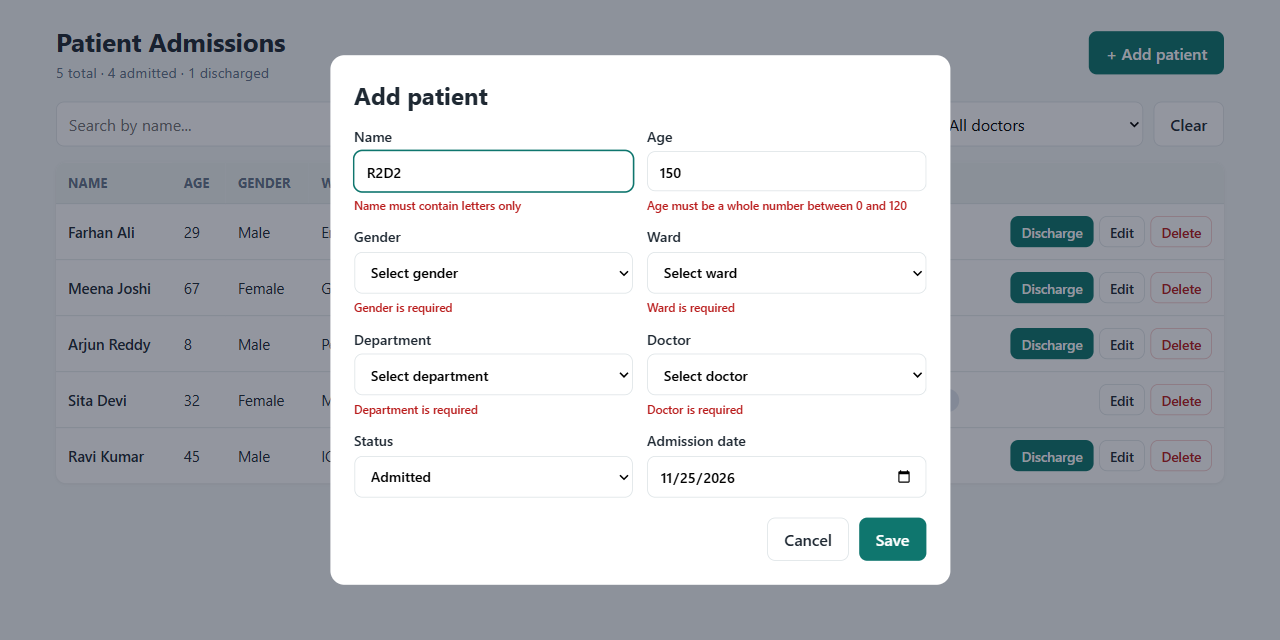 Patient Admissions
5 total · 4 admitted · 1 discharged
+ Add patient
Search by name...
All doctors
Clear
NAME AGE GENDER
Farhan Ali 29 Male Discharge Edit Delete
Meena Joshi 67 Female Discharge Edit Delete
Arjun Reddy 8 Male Discharge Edit Delete
Sita Devi 32 Female Edit Delete
Ravi Kumar 45 Male Discharge Edit Delete
Add patient
Name Age
R2D2 150
Name must contain letters only Age must be a whole number between 0 and 120
Gender Ward
Select gender Select ward
Gender is required Ward is required
Department Doctor
Select department Select doctor
Department is required Doctor is required
Status Admission date
Admitted 11/25/2026
Cancel Save